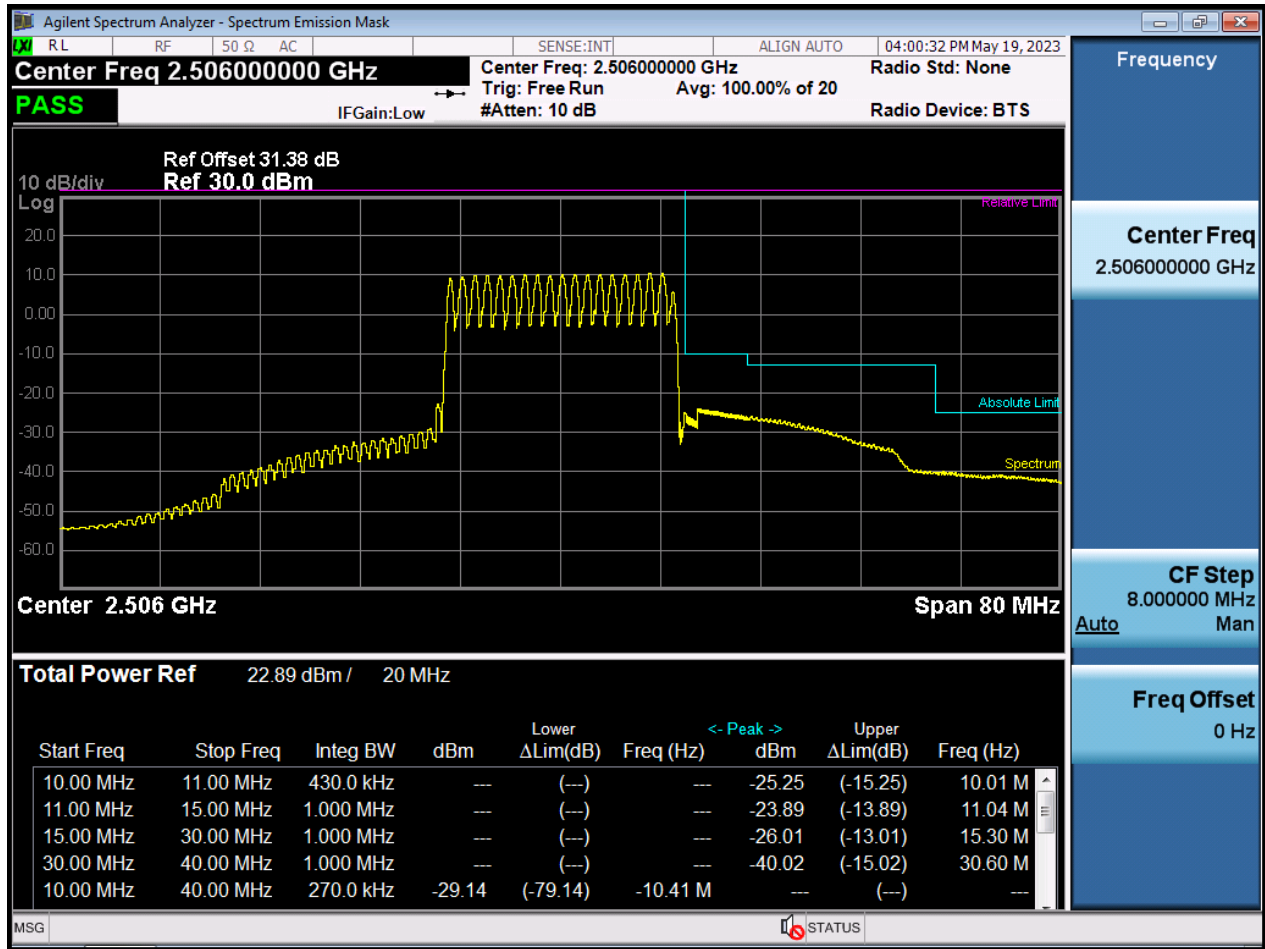 Agilent Spectrum Analyzer - Spectrum Emission Mask
LXI RL RF 50 Ω AC SENSE:INT ALIGN AUTO 04:00:32 PM May 19, 2023
Center Freq 2.506000000 GHz
PASS
IFGain:Low
Center Freq: 2.506000000 GHz
Trig: Free Run Avg: 100.00% of 20
#Atten: 10 dB
Radio Std: None
Radio Device: BTS
Ref Offset 31.38 dB
10 dB/div Ref 30.0 dBm
Log
Relative Limit
20.0
10.0
0.00
-10.0
-20.0
Absolute Limit
-30.0
-40.0
Spectrum
-50.0
-60.0
Center 2.506 GHz Span 80 MHz
Total Power Ref 22.89 dBm / 20 MHz
Lower <- Peak -> Upper
Start Freq Stop Freq Integ BW dBm ΔLim(dB) Freq (Hz) dBm ΔLim(dB) Freq (Hz)
10.00 MHz 11.00 MHz 430.0 kHz --- (---) --- -25.25 (-15.25) 10.01 M
11.00 MHz 15.00 MHz 1.000 MHz --- (---) --- -23.89 (-13.89) 11.04 M
15.00 MHz 30.00 MHz 1.000 MHz --- (---) --- -26.01 (-13.01) 15.30 M
30.00 MHz 40.00 MHz 1.000 MHz --- (---) --- -40.02 (-15.02) 30.60 M
10.00 MHz 40.00 MHz 270.0 kHz -29.14 (-79.14) -10.41 M --- (---) ---
MSG STATUS
Frequency
Center Freq
2.506000000 GHz
CF Step
8.000000 MHz
Auto Man
Freq Offset
0 Hz